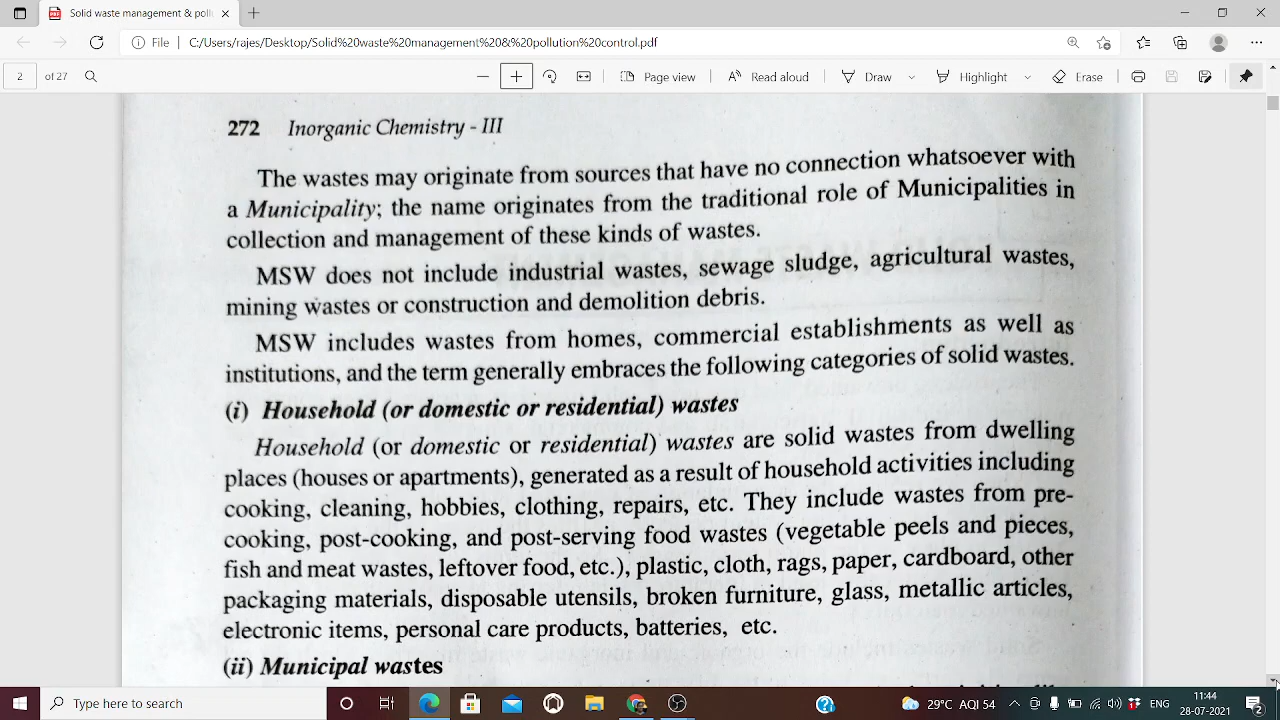 Solid waste management & pollu
File | C:/Users/rajes/Desktop/Solid%20waste%20management%20&%20pollution%20control.pdf
2 of 27 Page view Read aloud Draw Highlight Erase
272 Inorganic Chemistry - III
The wastes may originate from sources that have no connection whatsoever with
a Municipality; the name originates from the traditional role of Municipalities in
collection and management of these kinds of wastes.
MSW does not include industrial wastes, sewage sludge, agricultural wastes,
mining wastes or construction and demolition debris.
MSW includes wastes from homes, commercial establishments as well as
institutions, and the term generally embraces the following categories of solid wastes.
(i) Household (or domestic or residential) wastes
Household (or domestic or residential) wastes are solid wastes from dwelling
places (houses or apartments), generated as a result of household activities including
cooking, cleaning, hobbies, clothing, repairs, etc. They include wastes from pre-
cooking, post-cooking, and post-serving food wastes (vegetable peels and pieces,
fish and meat wastes, leftover food, etc.), plastic, cloth, rags, paper, cardboard, other
packaging materials, disposable utensils, broken furniture, glass, metallic articles,
electronic items, personal care products, batteries, etc.
(ii) Municipal wastes
Type here to search 29°C AQI 54 ENG 11:44
28-07-2021